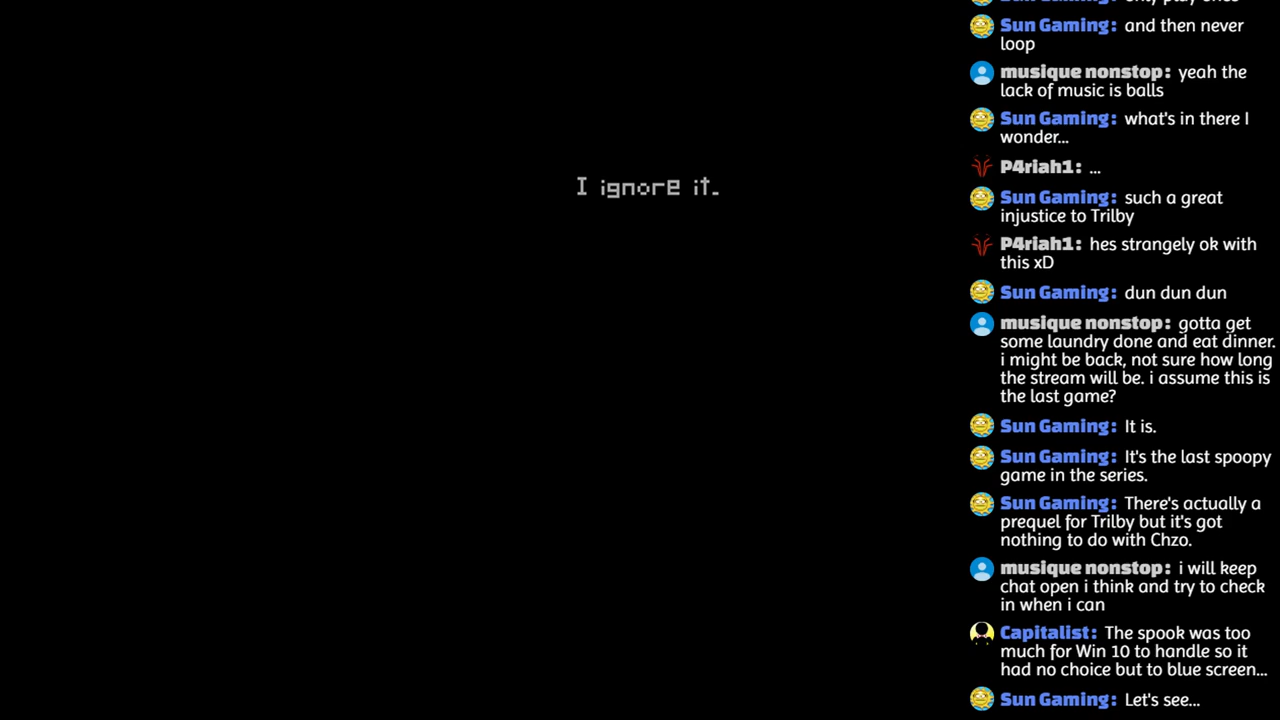 I ignore it.
Sun Gaming: and then never
loop
musique nonstop: yeah the
lack of music is balls
Sun Gaming: what's in there I
wonder...
P4riah1: ...
Sun Gaming: such a great
injustice to Trilby
P4riah1: hes strangely ok with
this xD
Sun Gaming: dun dun dun
musique nonstop: gotta get
some laundry done and eat dinner.
i might be back, not sure how long
the stream will be. i assume this is
the last game?
Sun Gaming: It is.
Sun Gaming: It's the last spoopy
game in the series.
Sun Gaming: There's actually a
prequel for Trilby but it's got
nothing to do with Chzo.
musique nonstop: i will keep
chat open i think and try to check
in when i can
Capitalist: The spook was too
much for Win 10 to handle so it
had no choice but to blue screen...
Sun Gaming: Let's see...